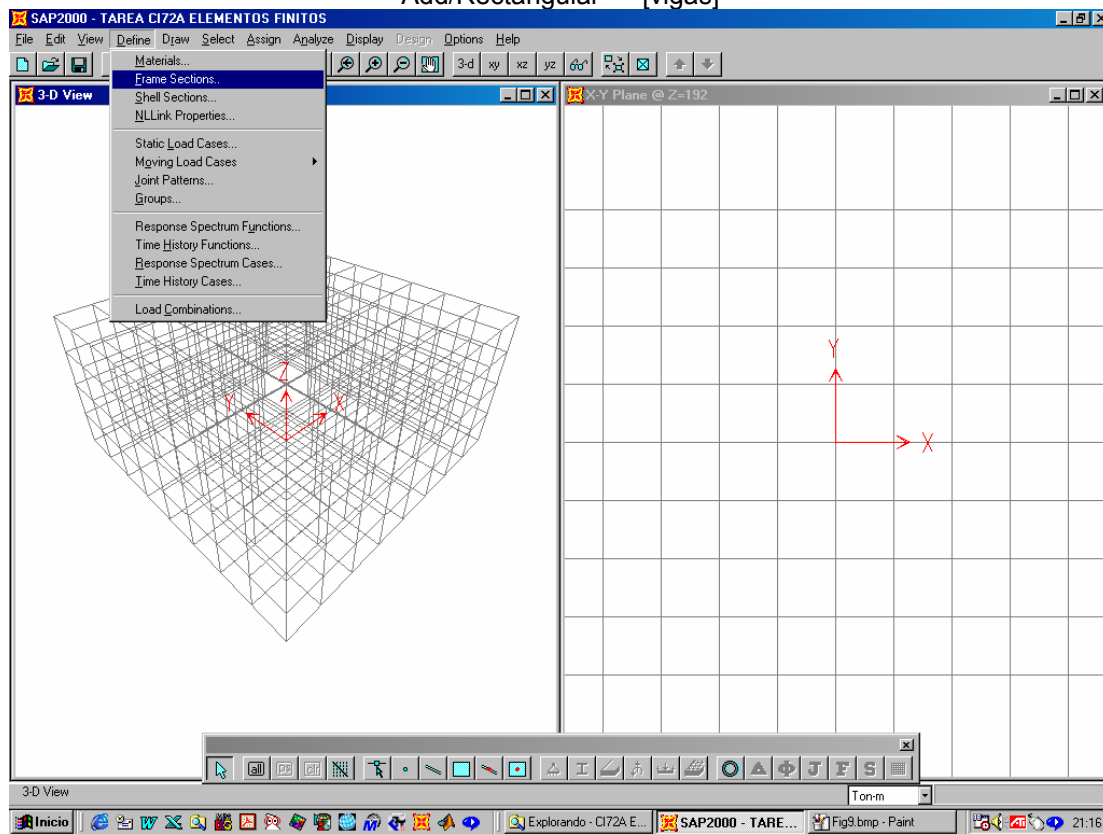 Add/Rectangular [vigas]
SAP2000 - TAREA CI72A ELEMENTOS FINITOS
File Edit View Define Draw Select Assign Analyze Display Design Options Help
3-d xy xz yz
Materials...
Frame Sections..
Shell Sections...
NLLink Properties...
Static Load Cases...
Moving Load Cases
Joint Patterns...
Groups...
Response Spectrum Functions...
Time History Functions...
Response Spectrum Cases...
Time History Cases...
Load Combinations...
3-D View
X-Y Plane @ Z=192
Z
Y
X
Y
X
all
ps
clr
J F S
3-D View
Ton-m
Inicio
Explorando - CI72A E...
SAP2000 - TARE...
Fig9.bmp - Paint
21:16